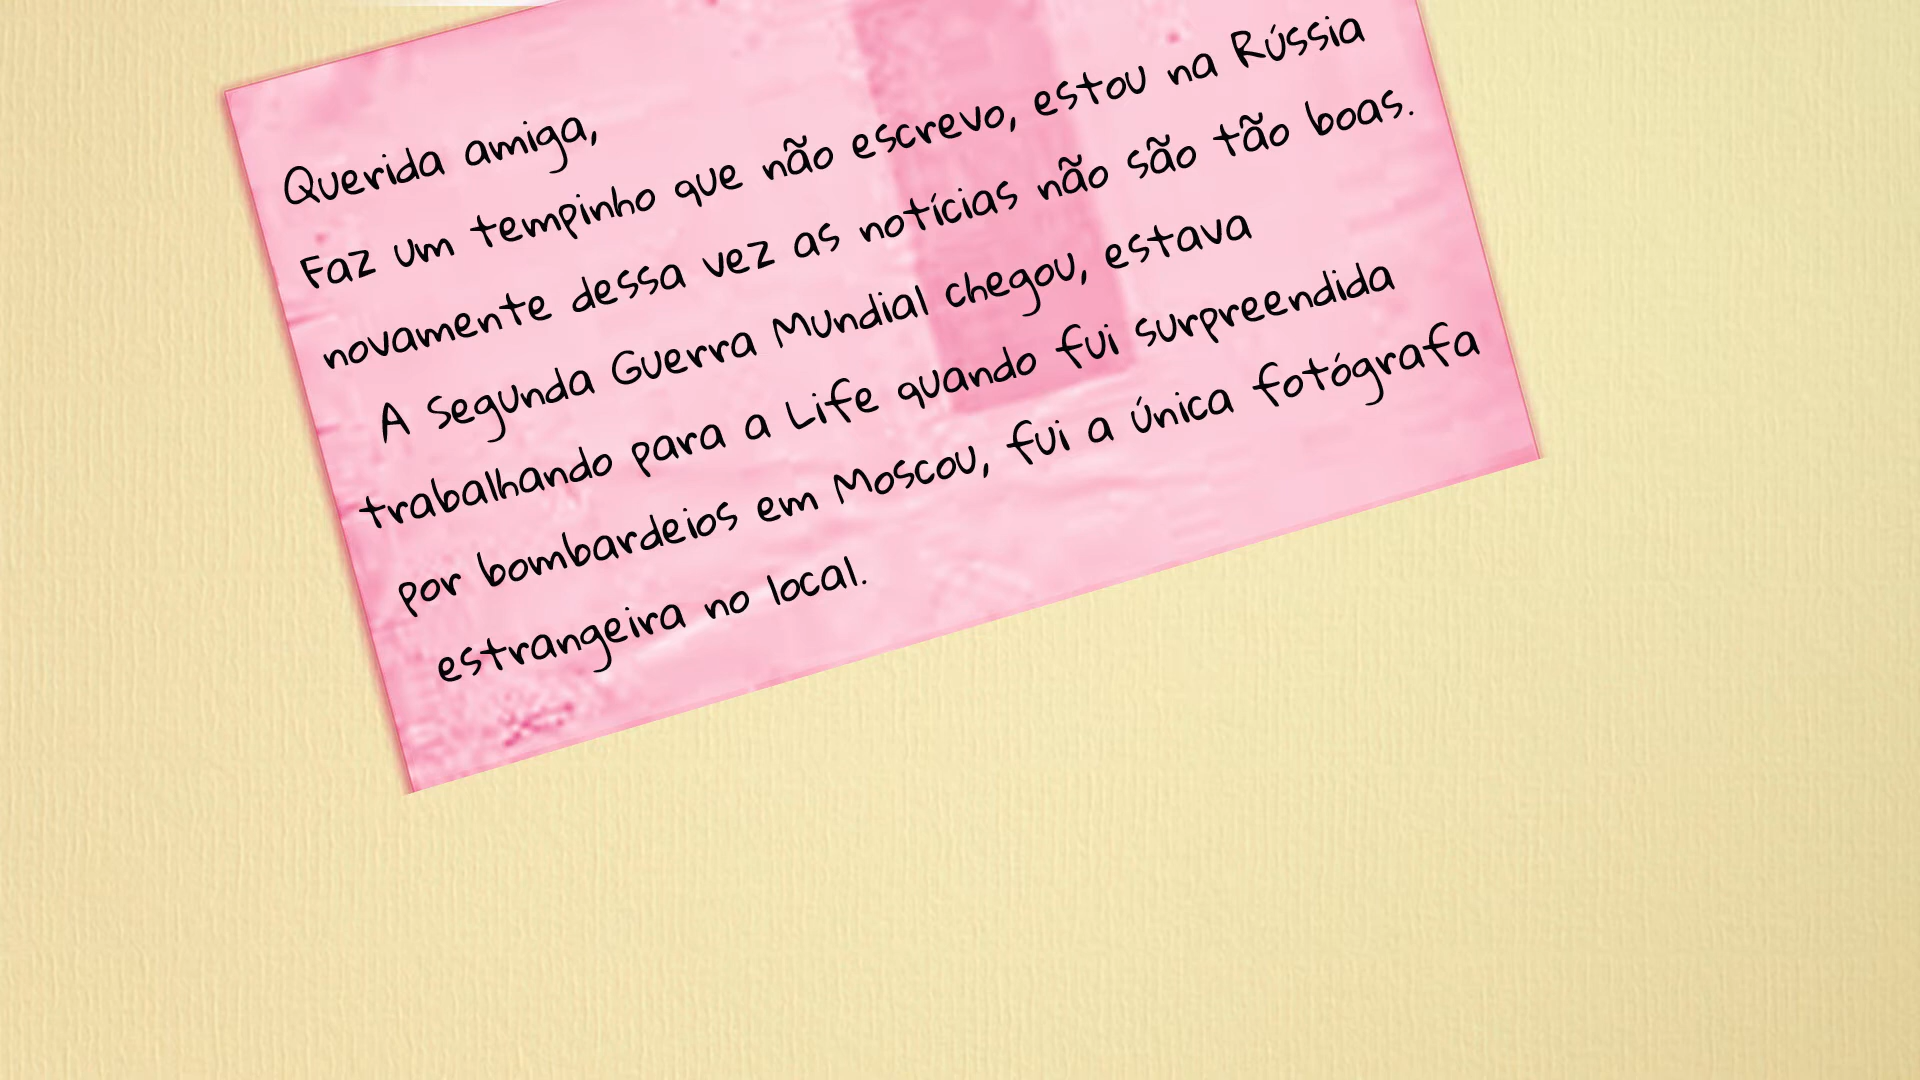 Querida amiga,
Faz um tempinho que não escrevo, estou na Rússia
novamente dessa vez as notícias não são tão boas.
A Segunda Guerra Mundial chegou, estava
trabalhando para a Life quando fui surpreendida
por bombardeios em Moscou, fui a única fotógrafa
estrangeira no local.